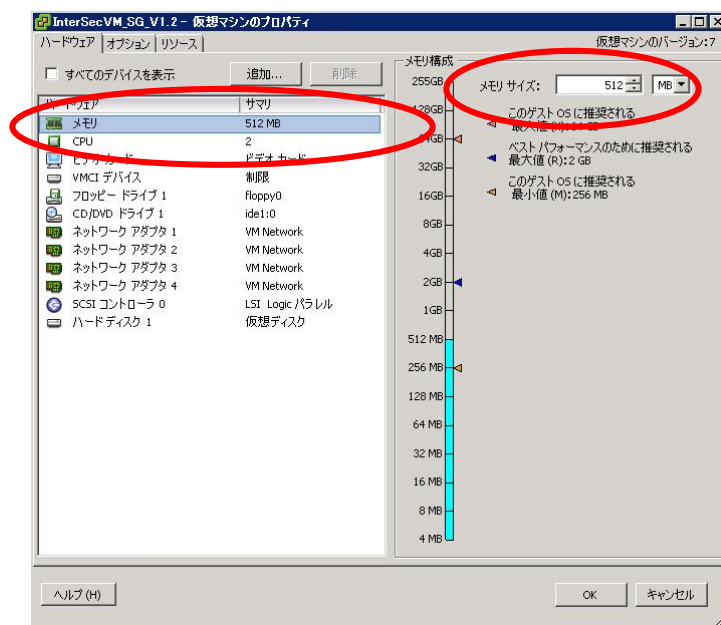 InterSecVM_SG_V1.2 - 仮想マシンのプロパティ
ハードウェア オプション リソース 仮想マシンのバージョン:7
すべてのデバイスを表示 追加... 削除
サマリ
メモリ 512 MB
CPU 2
ビデオ カード ビデオ カード
VMCI デバイス 制限
フロッピー ドライブ 1 floppy0
CD/DVD ドライブ 1 ide1:0
ネットワーク アダプタ 1 VM Network
ネットワーク アダプタ 2 VM Network
ネットワーク アダプタ 3 VM Network
ネットワーク アダプタ 4 VM Network
SCSI コントローラ 0 LSI Logic パラレル
ハード ディスク 1 仮想ディスク
メモリ構成
255GB
128GB
64GB
32GB
16GB
8GB
4GB
2GB
1GB
512 MB
256 MB
128 MB
64 MB
32 MB
16 MB
8 MB
4 MB
メモリ サイズ: 512 MB
このゲスト OS に推奨される
最大値
ベスト パフォーマンスのために推奨される
最大値 (R):2 GB
このゲスト OS に推奨される
最小値 (M):256 MB
ヘルプ (H) OK キャンセル